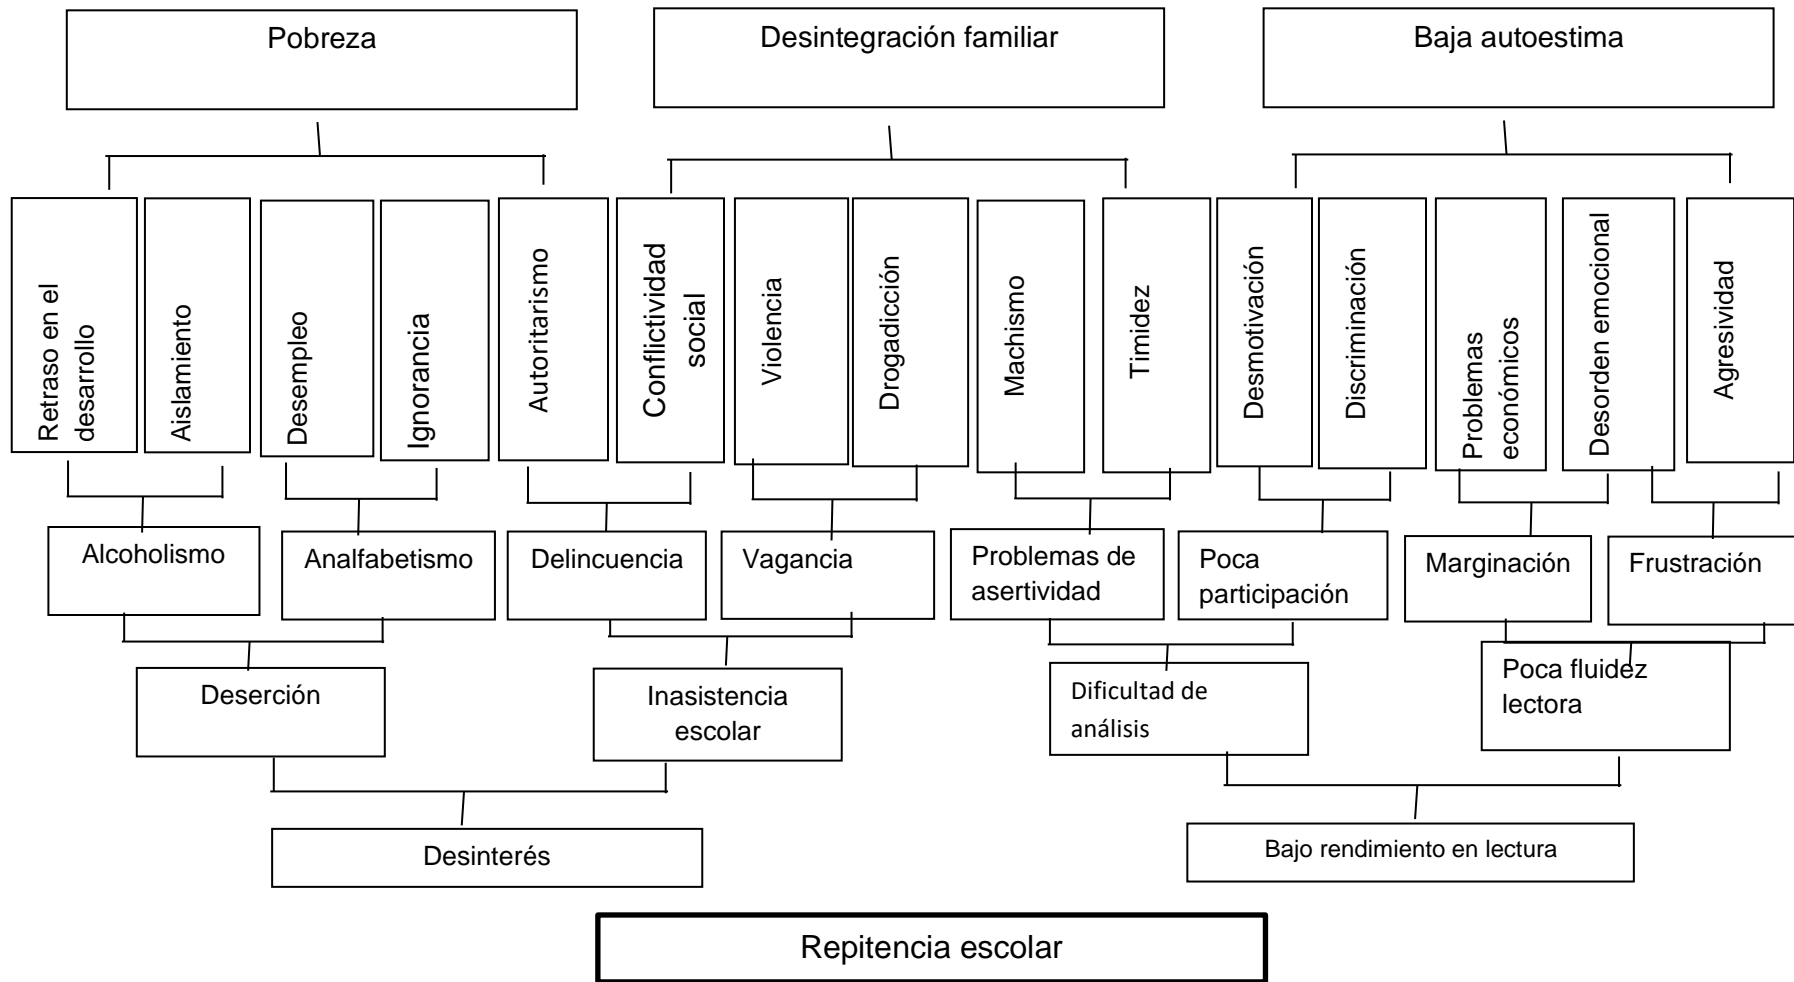 Pobreza
Desintegración familiar
Baja autoestima
Retraso en el
desarrollo
Aislamiento
Desempleo
Ignorancia
Autoritarismo
Conflictividad
social
Violencia
Drogadicción
Machismo
Timidez
Desmotivación
Discriminación
Problemas
económicos
Desorden emocional
Agresividad
Alcoholismo
Analfabetismo
Delincuencia
Vagancia
Problemas de
asertividad
Poca
participación
Marginación
Frustración
Deserción
Inasistencia
escolar
Dificultad de
análisis
Poca fluidez
lectora
Desinterés
Bajo rendimiento en lectura
Repitencia escolar